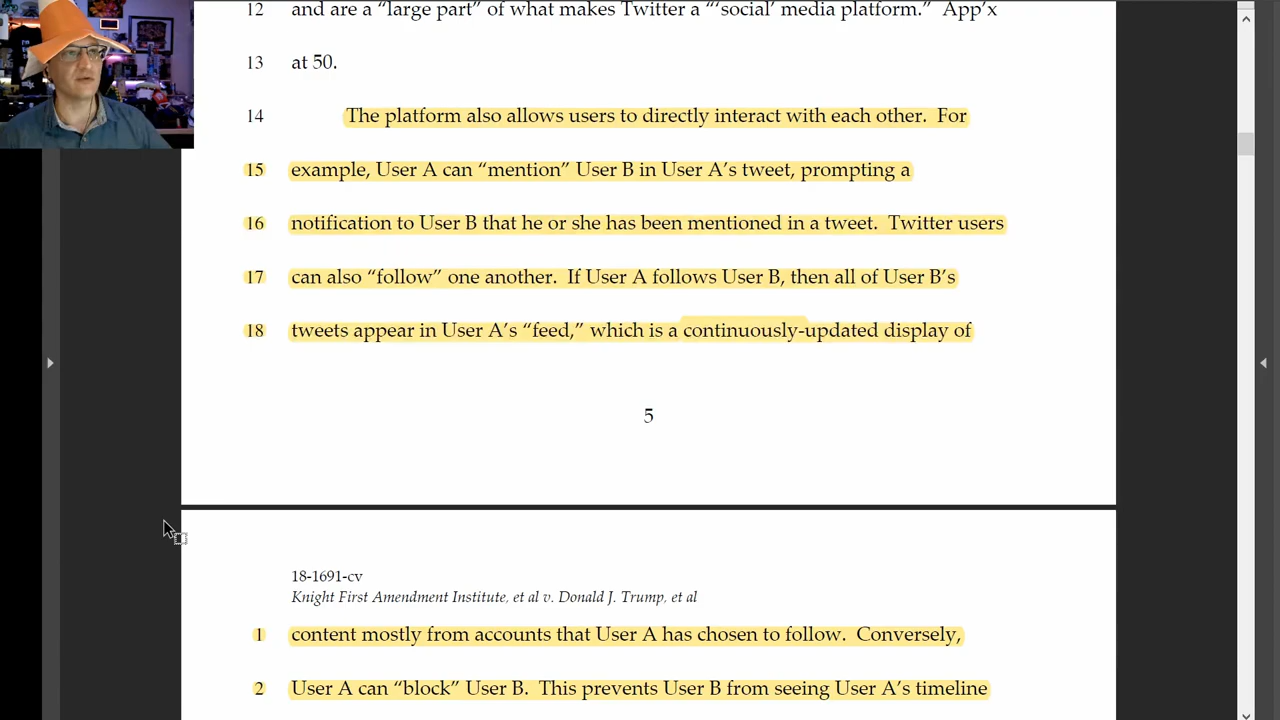 12 and are a “large part” of what makes Twitter a “‘social’ media platform.” App’x
13 at 50.
14 The platform also allows users to directly interact with each other. For
15 example, User A can “mention” User B in User A’s tweet, prompting a
16 notification to User B that he or she has been mentioned in a tweet. Twitter users
17 can also “follow” one another. If User A follows User B, then all of User B’s
18 tweets appear in User A’s “feed,” which is a continuously-updated display of
5
18-1691-cv
Knight First Amendment Institute, et al v. Donald J. Trump, et al
1 content mostly from accounts that User A has chosen to follow. Conversely,
2 User A can “block” User B. This prevents User B from seeing User A’s timeline